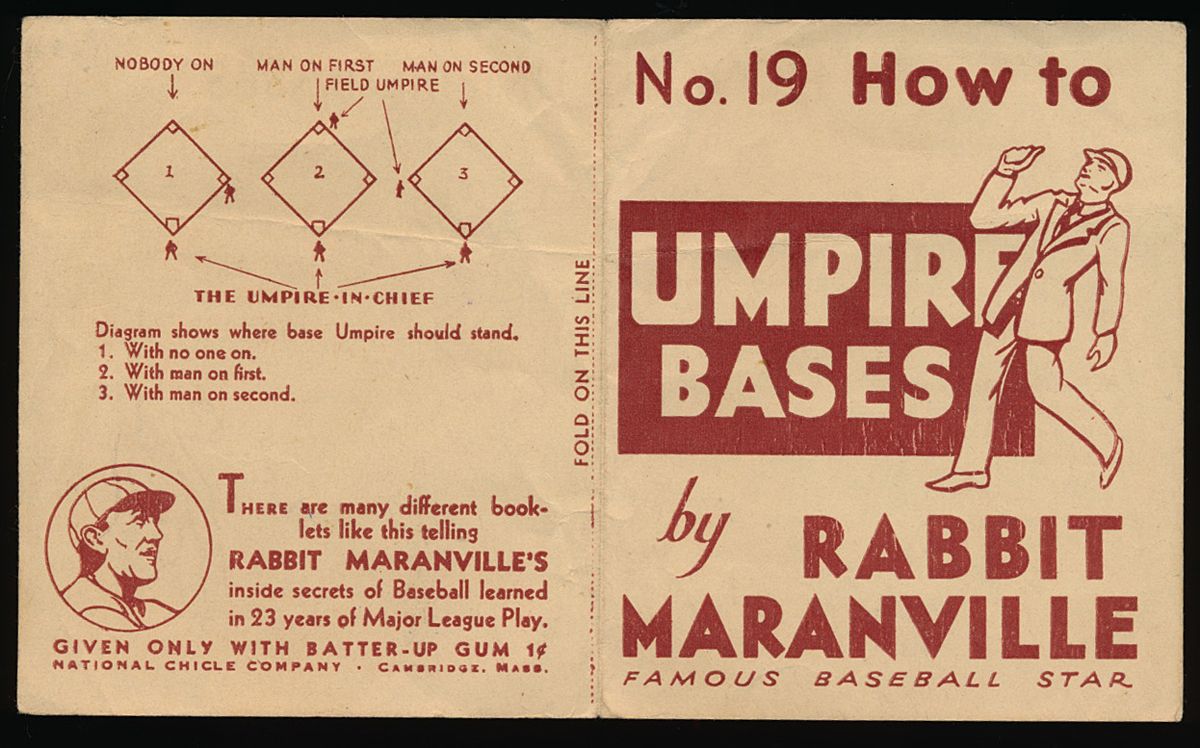 NOBODY ON
MAN ON FIRST
MAN ON SECOND
FIELD UMPIRE
1
2
3
THE UMPIRE·IN·CHIEF
Diagram shows where base Umpire should stand.
1. With no one on.
2. With man on first.
3. With man on second.
THERE are many different book-
lets like this telling
RABBIT MARANVILLE'S
inside secrets of Baseball learned
in 23 years of Major League Play.
GIVEN ONLY WITH BATTER-UP GUM 1¢
NATIONAL CHICLE COMPANY · CAMBRIDGE, MASS.
FOLD ON THIS LINE
No. 19 How to
UMPIRE
BASES
by RABBIT
MARANVILLE
FAMOUS BASEBALL STAR